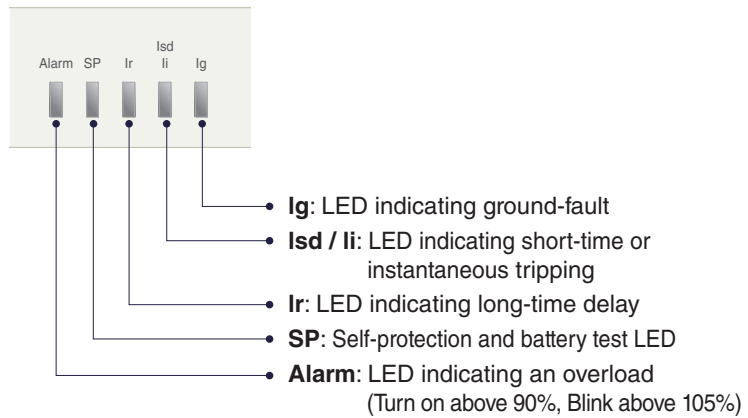 Isd
Alarm SP Ir Ii Ig
Ig: LED indicating ground-fault
Isd / Ii: LED indicating short-time or
instantaneous tripping
Ir: LED indicating long-time delay
SP: Self-protection and battery test LED
Alarm: LED indicating an overload
(Turn on above 90%, Blink above 105%)